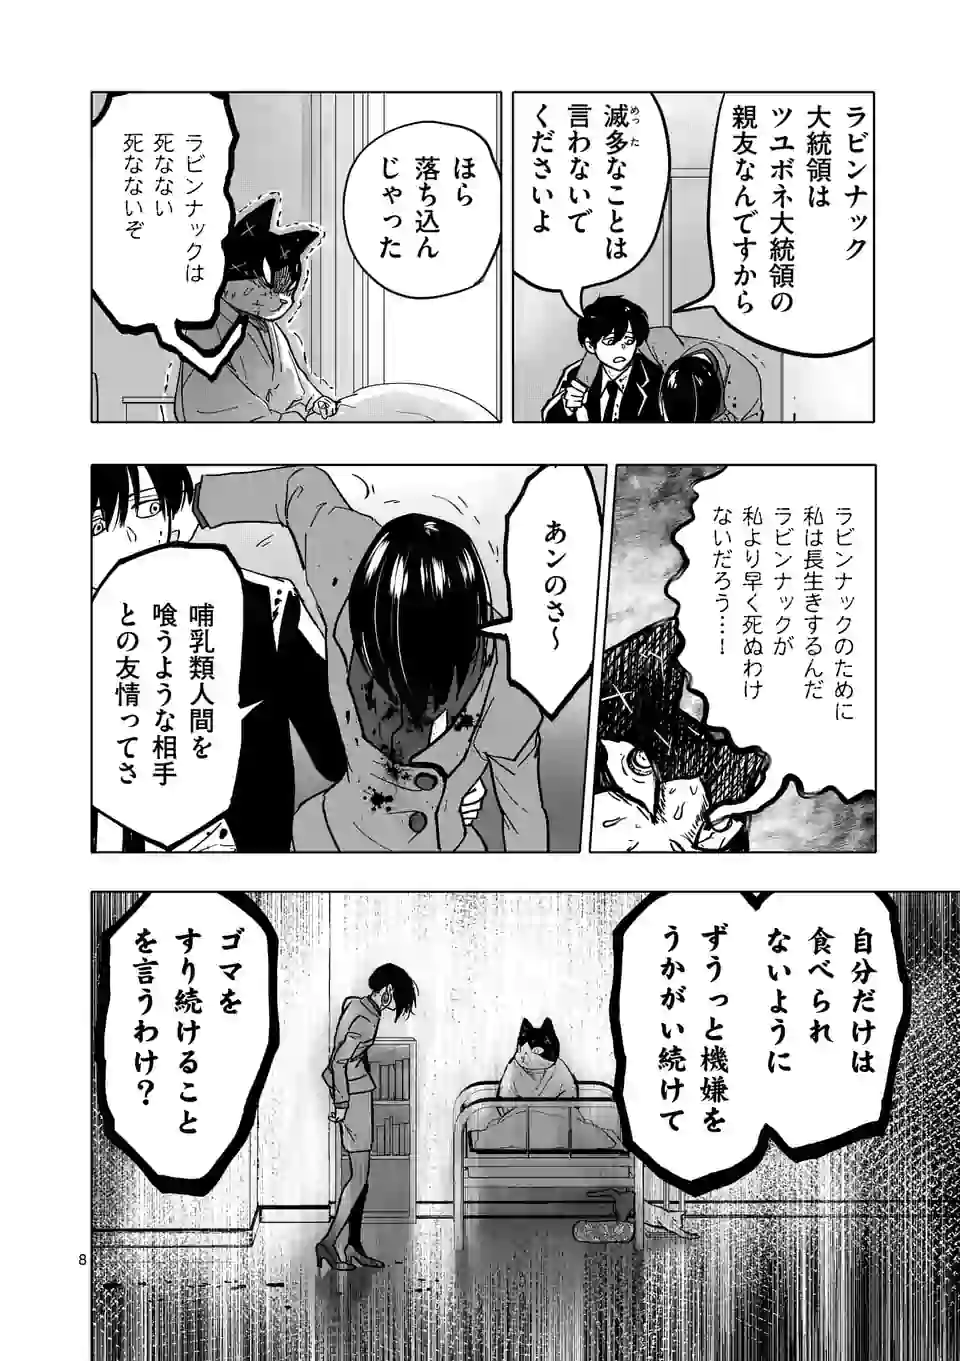 ラビンナック
大統領は
ツユボネ大統領の
親友なんですから
滅多なことは
めった
言わないで
くださいよ
ほら
落ち込ん
じゃった
ラビンナックは
死なない
死なないぞ
ラビンナックのために
私は長生きするんだ
ラビンナックが
私より早く死ぬわけ
ないだろう…！
あンのさ〜
哺乳類人間を
喰うような相手
との友情ってさ
自分だけは
食べられ
ないように
ずうっと機嫌を
うかがい続けて
ゴマを
すり続けること
を言うわけ？
8